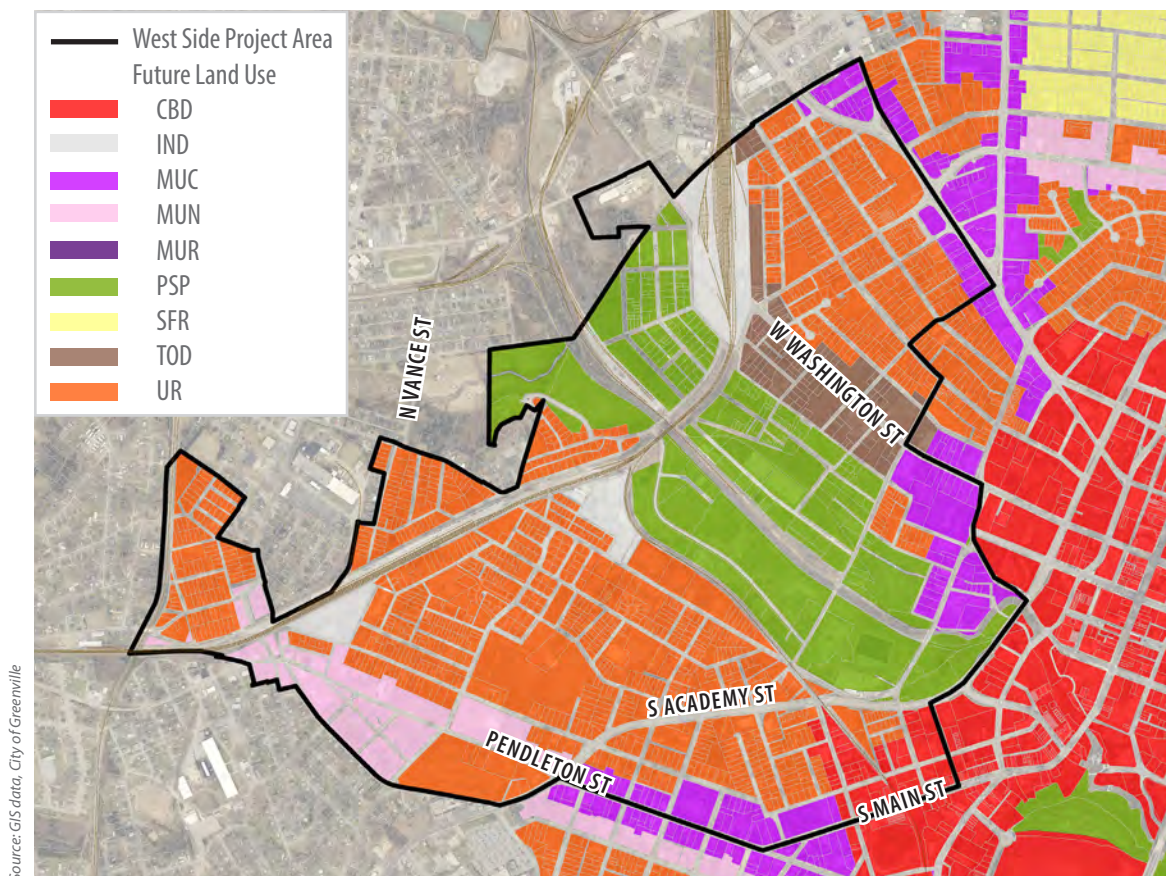 West Side Project Area
Future Land Use
CBD
IND
MUC
MUN
MUR
PSP
SFR
TOD
UR
N VANCE ST
W WASHINGTON ST
S ACADEMY ST
PENDLETON ST
S MAIN ST
Source: GIS data, City of Greenville